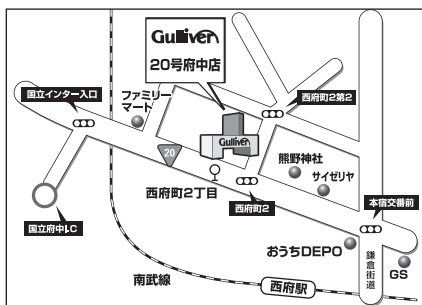 Gulliver
20号府中店
国立インター入口
ファミリー
マート
西府町2第2
Gulliver
20
熊野神社
サイゼリヤ
西府町2丁目
西府町2
本宿交番前
国立府中I.C
おうちDEPO
鎌倉街道
GS
南武線
西府駅